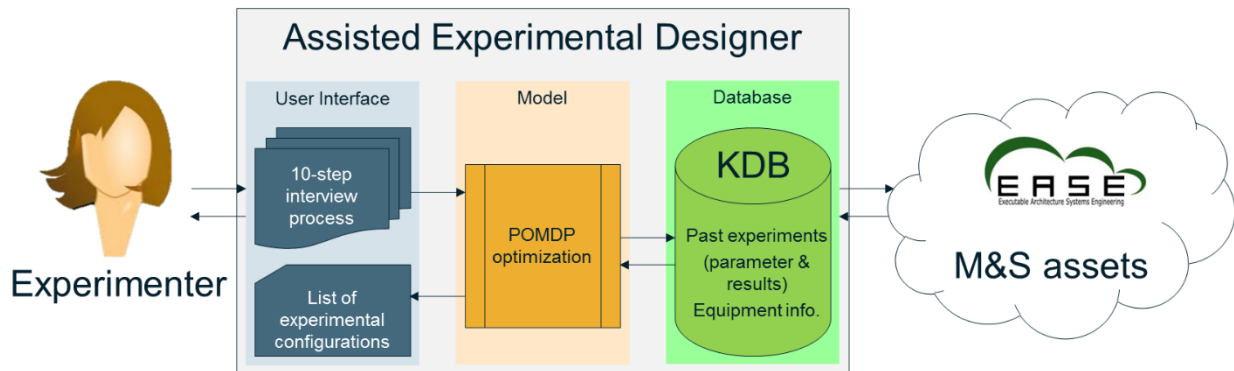 Assisted Experimental Designer
User Interface
Model
Database
10-step
interview
process
KDB
EASE
Executable Architecture Systems Engineering
POMDP
optimization
Past experiments
(parameter &
results)
Equipment info.
M&S assets
Experimenter
List of
experimental
configurations